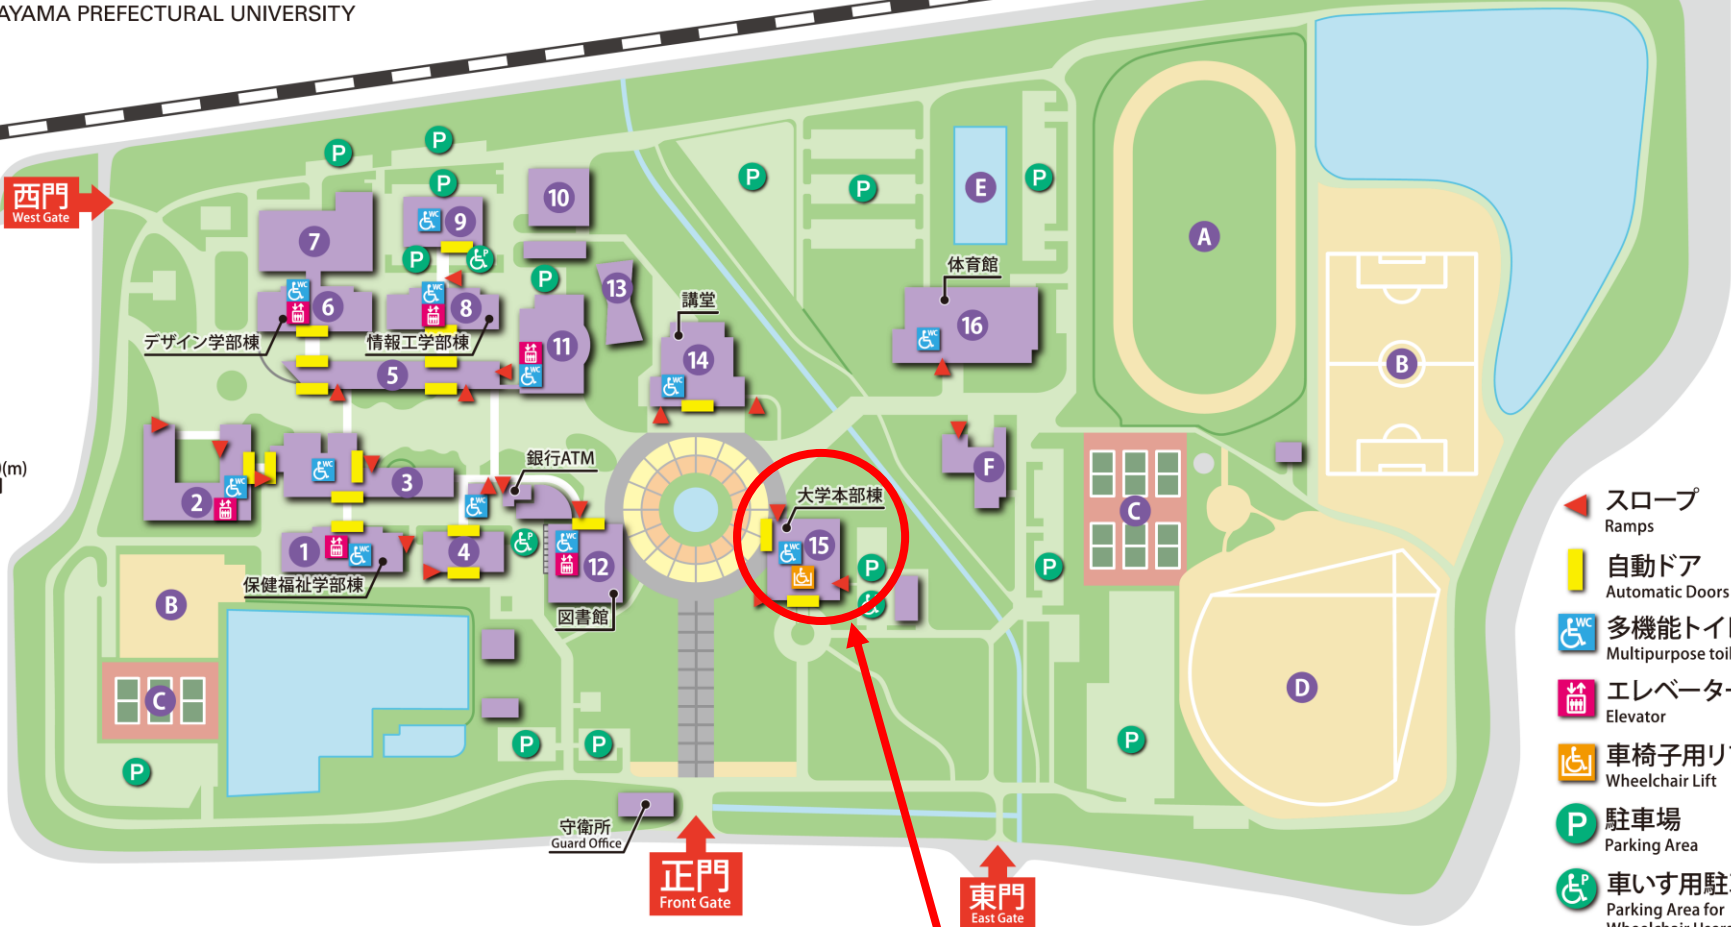 AYAMA PREFECTURAL UNIVERSITY
西門
West Gate
P
P
P
P
P
P
P
P
7
9
10
13
6
8
11
E
A
デザイン学部棟
情報工学部棟
5
講堂
14
体育館
16
B
WC
(m)
2
3
銀行ATM
大学本部棟
F
C
1
4
12
15
P
P
保健福祉学部棟
図書館
B
C
D
P
P
P
P
守衛所
Guard Office
正門
Front Gate
東門
East Gate
スロープ
Ramps
自動ドア
Automatic Doors
多機能トイ
Multipurpose toil
エレベーター
Elevator
車椅子用リ
Wheelchair Lift
駐車場
Parking Area
車いす用駐
Parking Area for